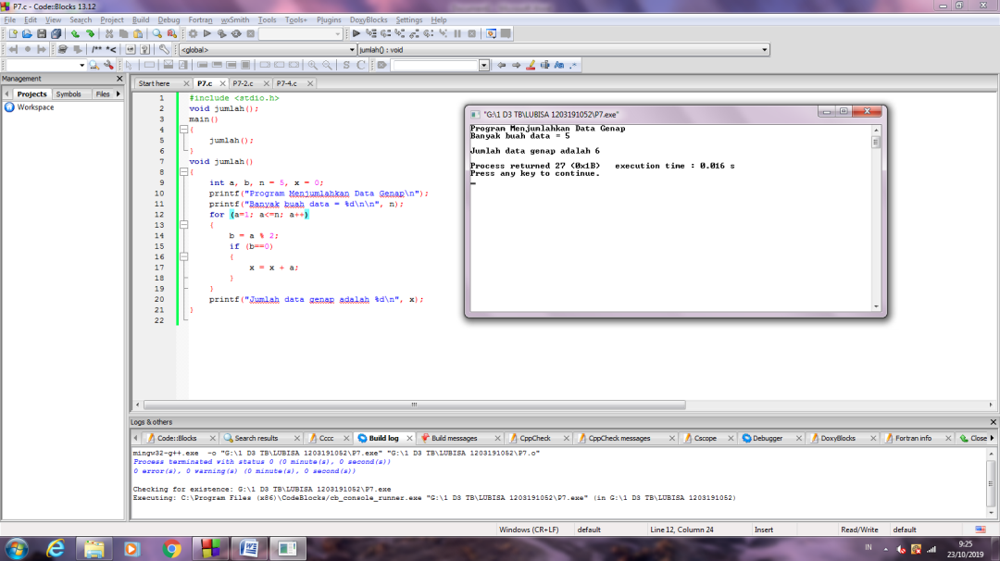 P7.c - Code::Blocks 13.12
File Edit View Search Project Build Debug Fortran wxSmith Tools Tools+ Plugins DoxyBlocks Settings Help
/** *<
<global> jumlah() : void
S C
Management
Projects Symbols Files
Workspace
Start here P7.c P7-2.c P7-4.c
1 #include <stdio.h>
2 void jumlah();
3 main()
4 {
5 jumlah();
6 }
7 void jumlah()
8 {
9 int a, b, n = 5, x = 0;
10 printf("Program Menjumlahkan Data Genap\n");
11 printf("Banyak buah data = %d\n\n", n);
12 for (a=1; a<=n; a++)
13 {
14 b = a % 2;
15 if (b==0)
16 {
17 x = x + a;
18 }
19 }
20 printf("Jumlah data genap adalah %d\n", x);
21 }
22
"G:\1 D3 TB\LUBISA 1203191052\P7.exe"
Program Menjumlahkan Data Genap
Banyak buah data = 5
Jumlah data genap adalah 6
Process returned 27 (0x1B) execution time : 0.016 s
Press any key to continue.
Logs & others
Code::Blocks Search results Cccc Build log Build messages CppCheck CppCheck messages Cscope Debugger DoxyBlocks Fortran info Close
mingw32-g++.exe -o "G:\1 D3 TB\LUBISA 1203191052\P7.exe" "G:\1 D3 TB\LUBISA 1203191052\P7.o"
Process terminated with status 0 (0 minute(s), 0 second(s))
0 error(s), 0 warning(s) (0 minute(s), 0 second(s))
Checking for existence: G:\1 D3 TB\LUBISA 1203191052\P7.exe
Executing: C:\Program Files (x86)\CodeBlocks/cb_console_runner.exe "G:\1 D3 TB\LUBISA 1203191052\P7.exe" (in G:\1 D3 TB\LUBISA 1203191052)
Windows (CR+LF) default Line 12, Column 24 Insert Read/Write default
IN 9:25
23/10/2019